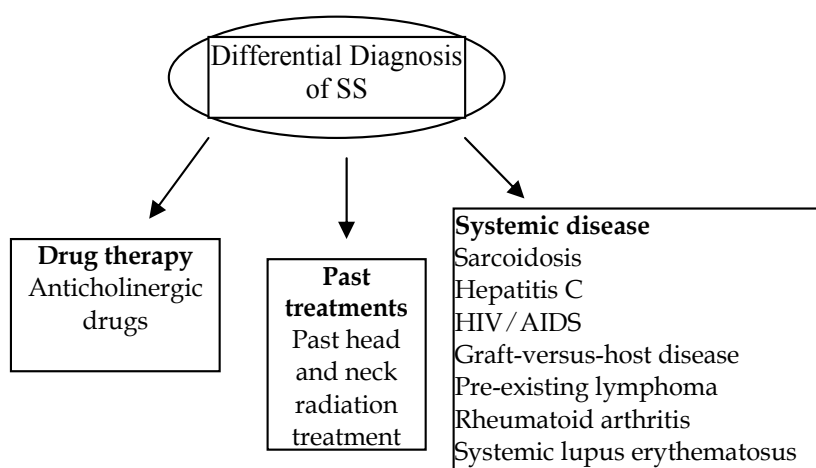 Differential Diagnosis
of SS
Drug therapy
Anticholinergic
drugs
Past
treatments
Past head
and neck
radiation
treatment
Systemic disease
Sarcoidosis
Hepatitis C
HIV/AIDS
Graft-versus-host disease
Pre-existing lymphoma
Rheumatoid arthritis
Systemic lupus erythematosus